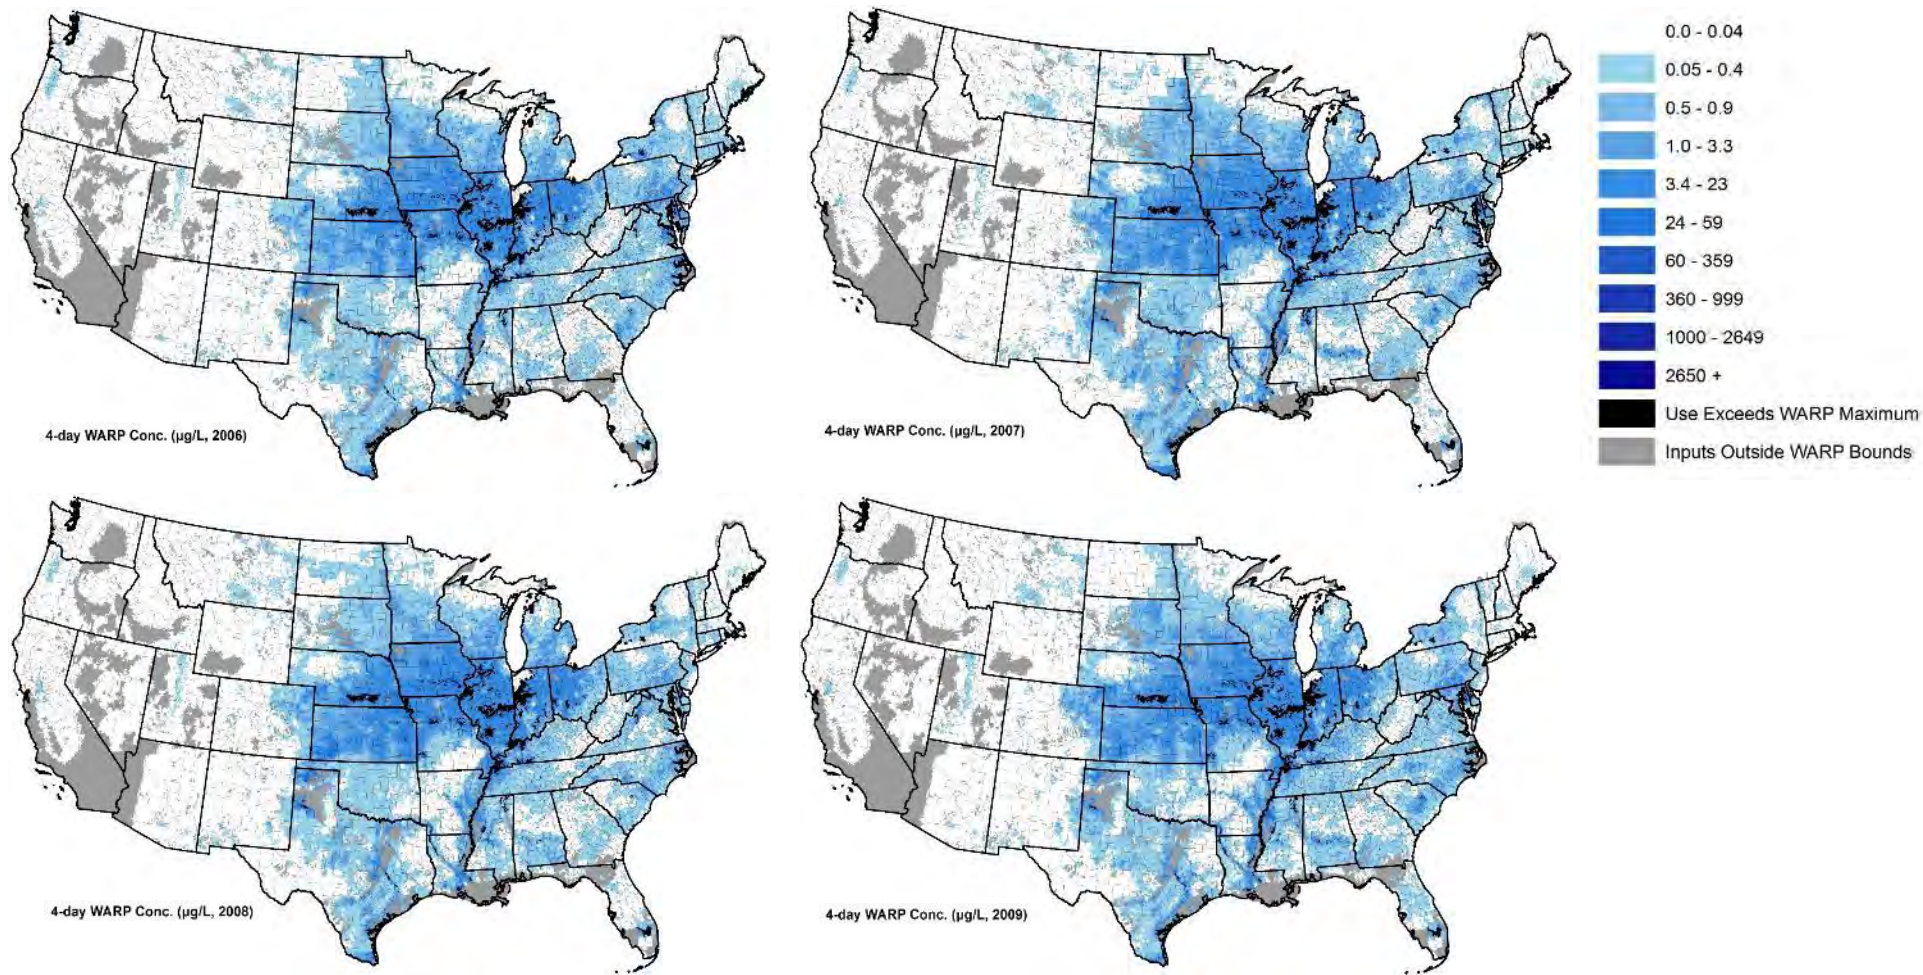 0.0 - 0.04
0.05 - 0.4
0.5 - 0.9
1.0 - 3.3
3.4 - 23
24 - 59
60 - 359
360 - 999
1000 - 2649
2650 +
Use Exceeds WARP Maximum
Inputs Outside WARP Bounds
4-day WARP Conc. (µg/L, 2006)
4-day WARP Conc. (µg/L, 2007)
4-day WARP Conc. (µg/L, 2008)
4-day WARP Conc. (µg/L, 2009)